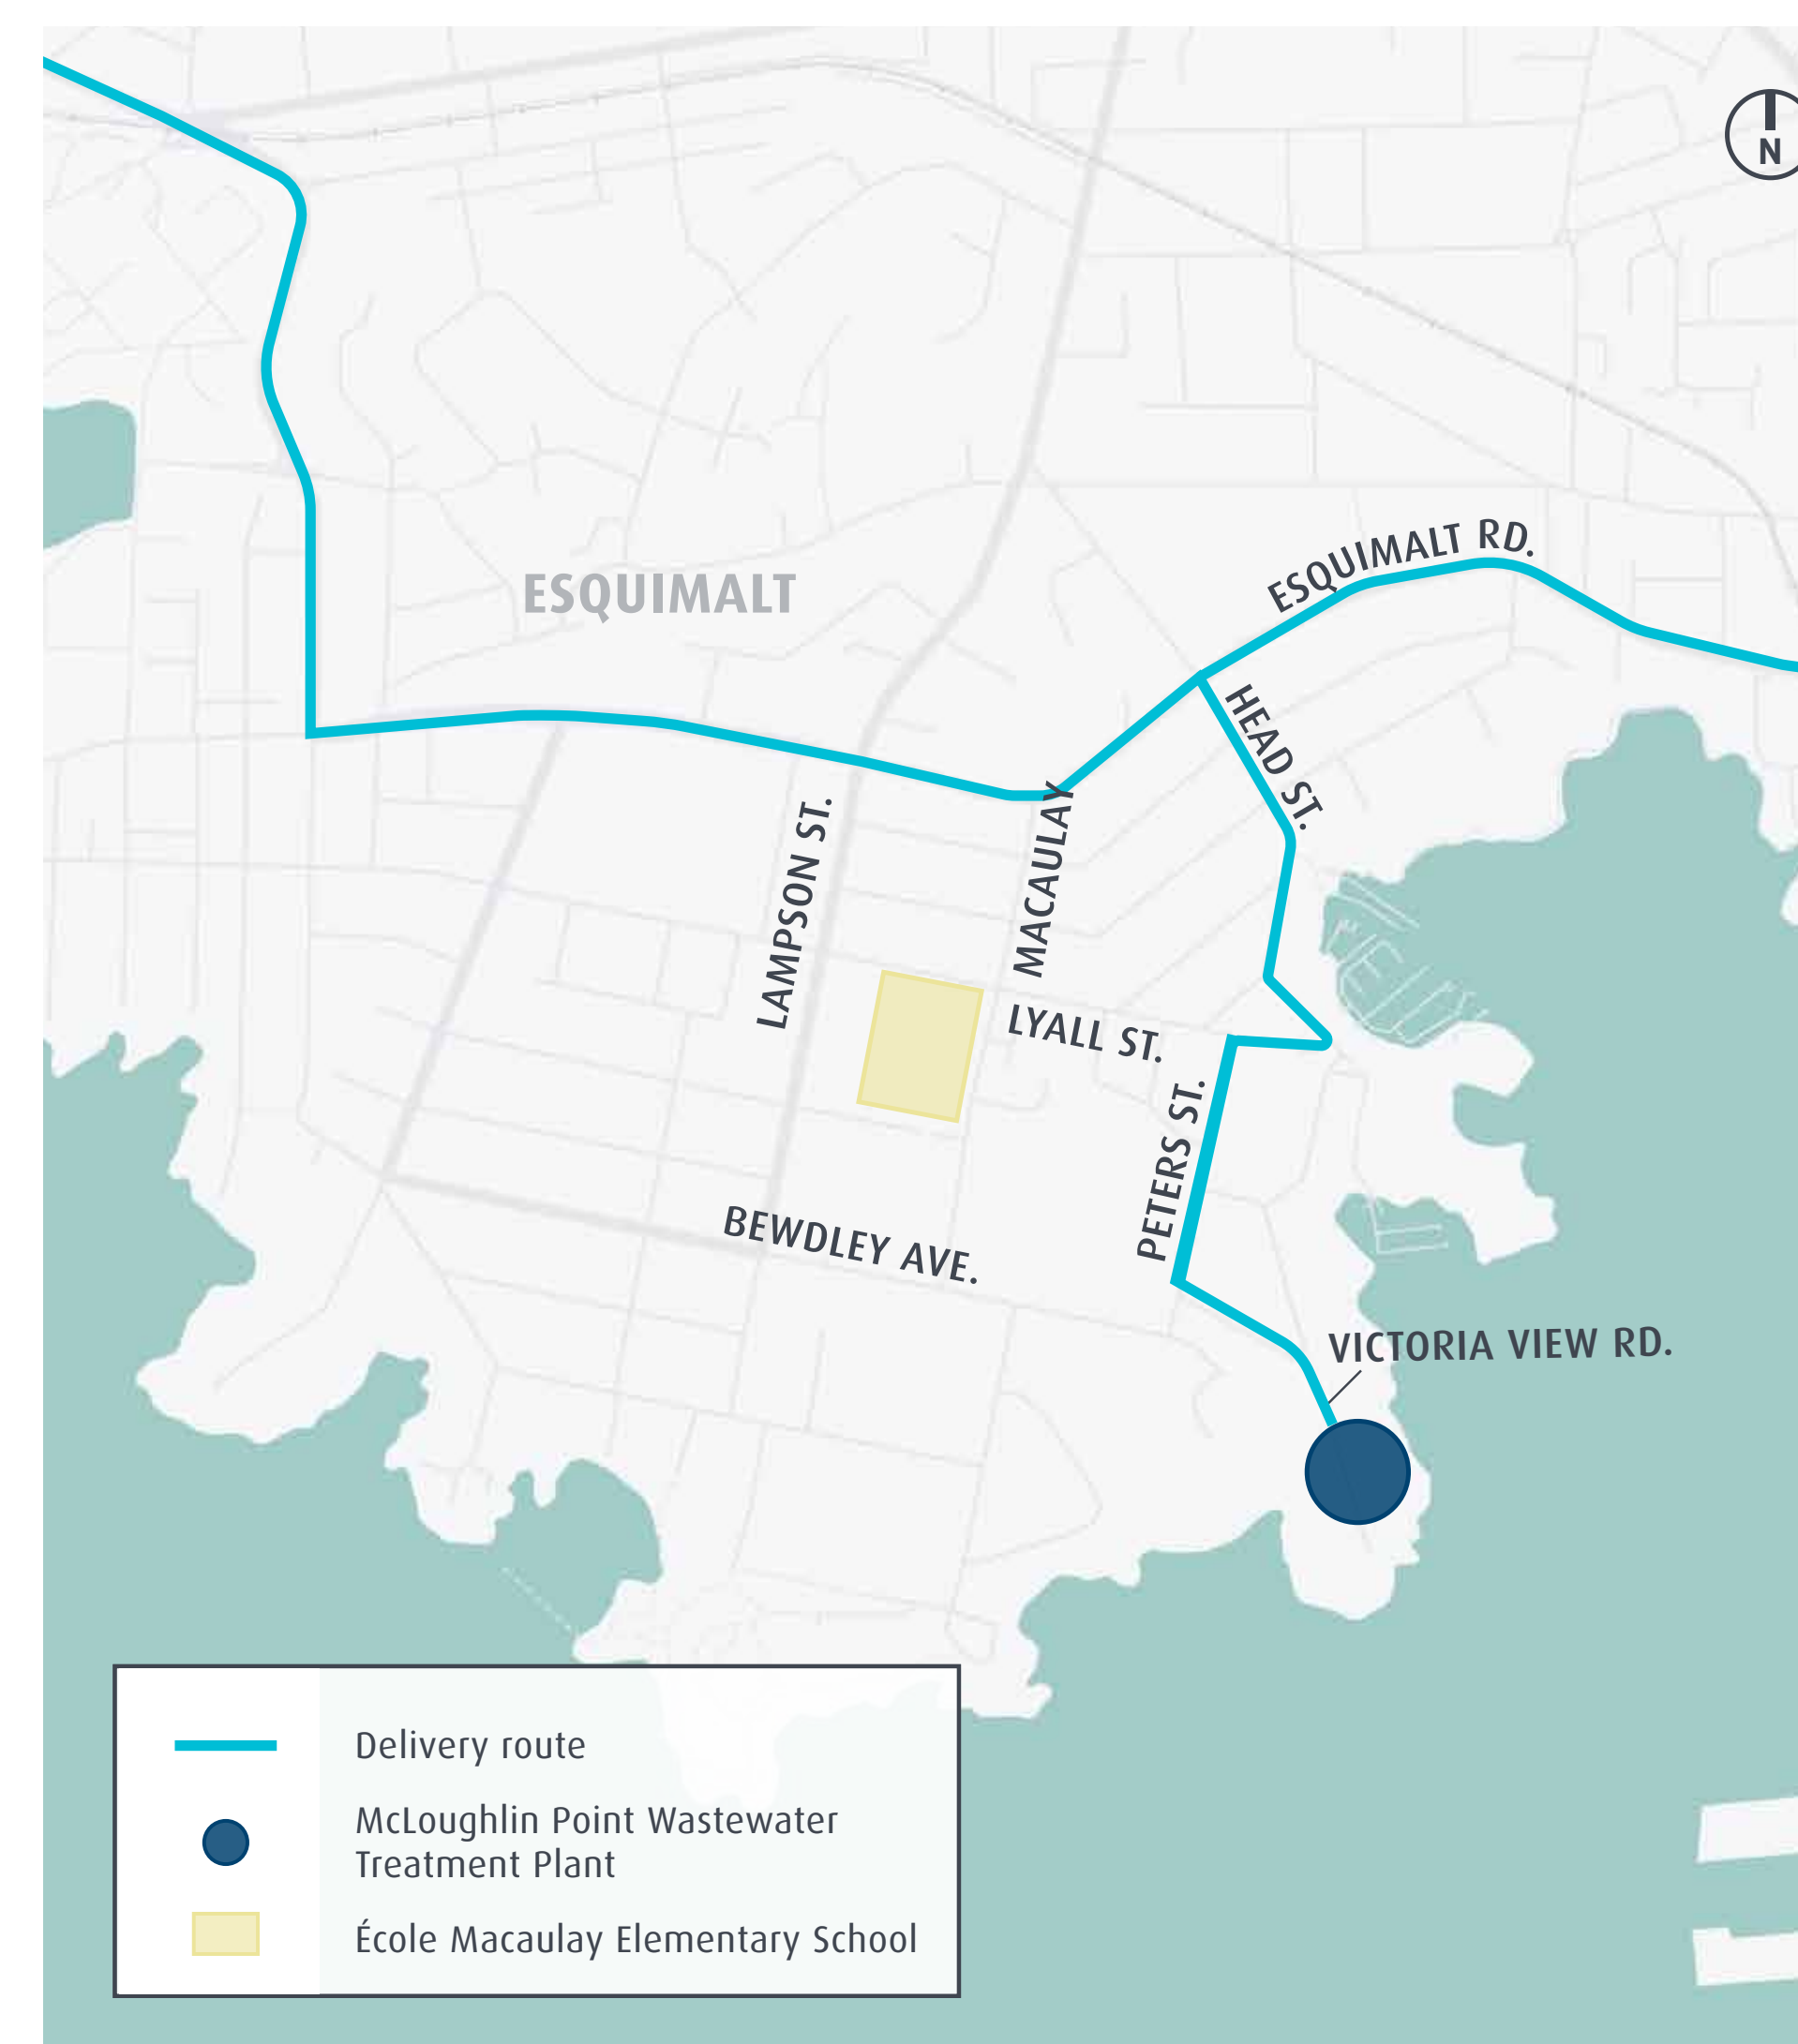 N
ESQUIMALT RD.
ESQUIMALT
HEAD ST.
LAMPSON ST.
MACAULAY
LYALL ST.
PETERS ST.
BEWDLEY AVE.
VICTORIA VIEW RD.
Delivery route
McLoughlin Point Wastewater
Treatment Plant
École Macaulay Elementary School